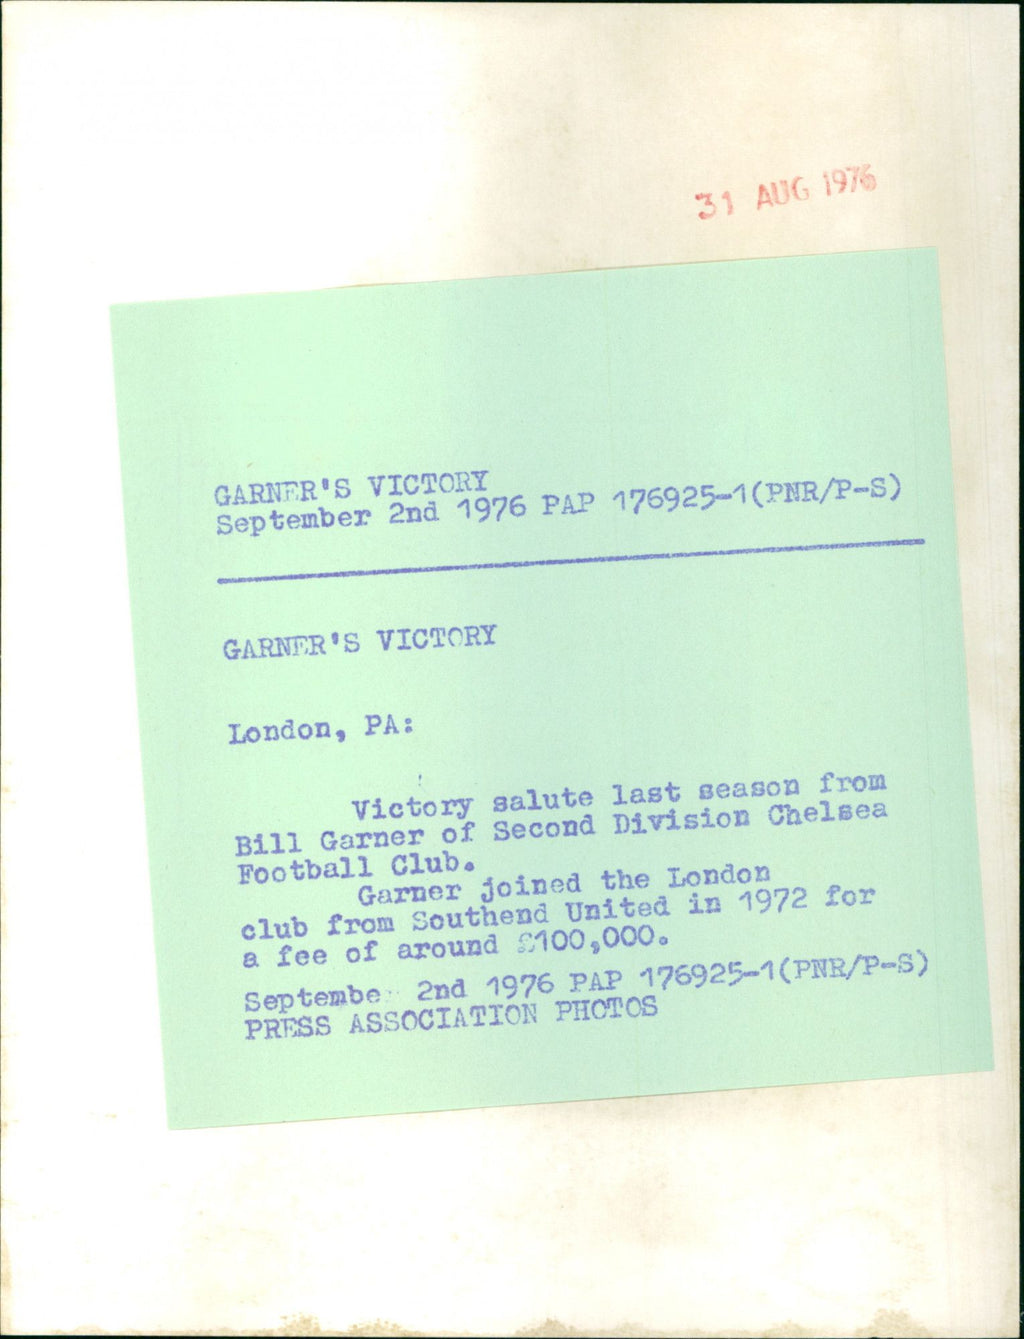 31 AUG 1976
GARNER'S VICTORY
September 2nd 1976 PAP 176925-1(PNR/P-S)
GARNER'S VICTORY
London, PA:
Victory salute last season from
Bill Garner of Second Division Chelsea
Football Club.
Garner joined the London
club from Southend United in 1972 for
a fee of around £100,000.
September 2nd 1976 PAP 176925-1(PNR/P-S)
PRESS ASSOCIATION PHOTOS